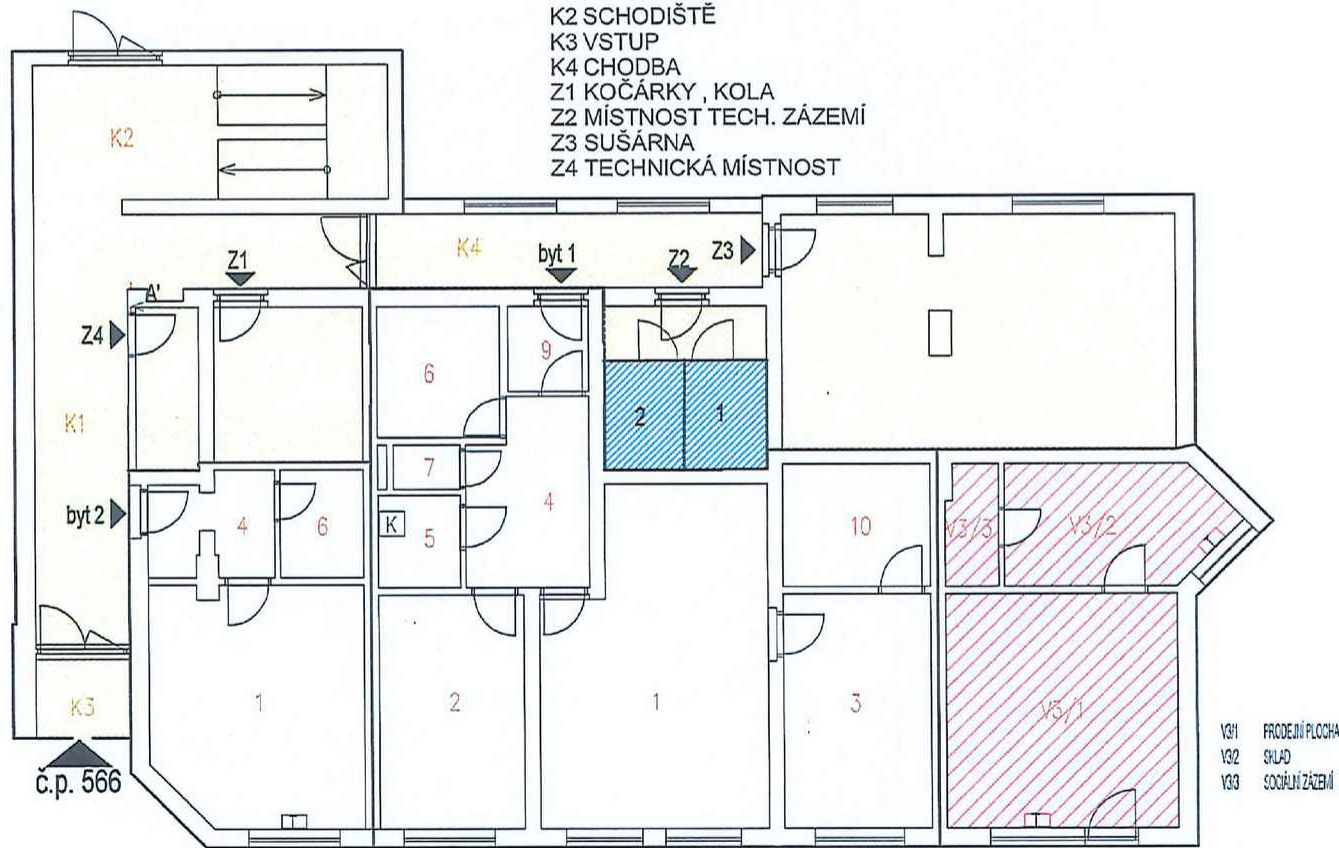 K2 SCHODIŠTĚ
K3 VSTUP
K4 CHODBA
Z1 KOČÁRKY , KOLA
Z2 MÍSTNOST TECH. ZÁZEMÍ
Z3 SUŠÁRNA
Z4 TECHNICKÁ MÍSTNOST
K2
K4
Z1
byt 1
Z2
Z3
A'
Z4
6
9
2
1
K1
7
4
byt 2
4
6
K
5
10
V3/3
V3/2
K3
1
2
1
3
V3/1
č.p. 566
V3/1 PRODEJNÍ PLOCHA
V3/2 SKLAD
V3/3 SOCIÁLNÍ ZÁZEMÍ